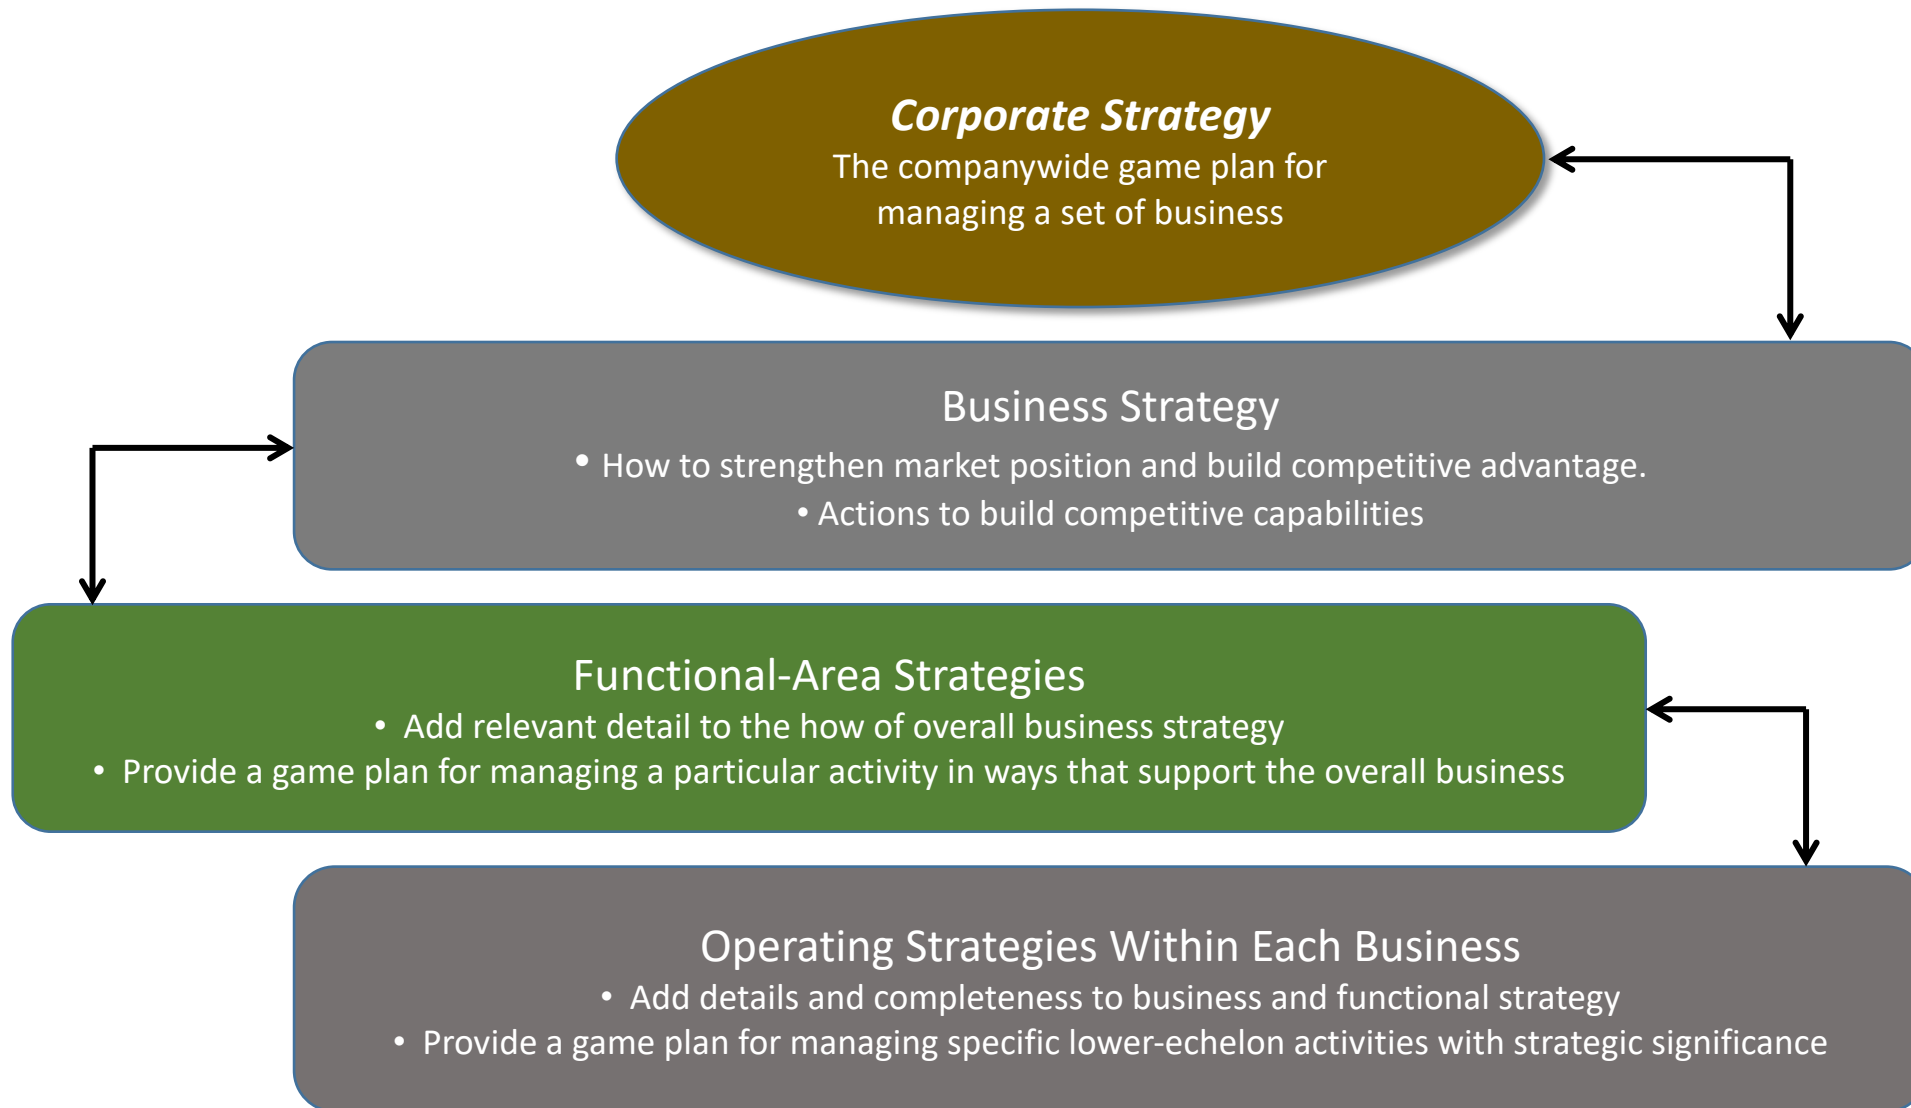 Corporate Strategy
The companywide game plan for
managing a set of business
Business Strategy
• How to strengthen market position and build competitive advantage.
• Actions to build competitive capabilities
Functional-Area Strategies
• Add relevant detail to the how of overall business strategy
• Provide a game plan for managing a particular activity in ways that support the overall business
Operating Strategies Within Each Business
• Add details and completeness to business and functional strategy
• Provide a game plan for managing specific lower-echelon activities with strategic significance